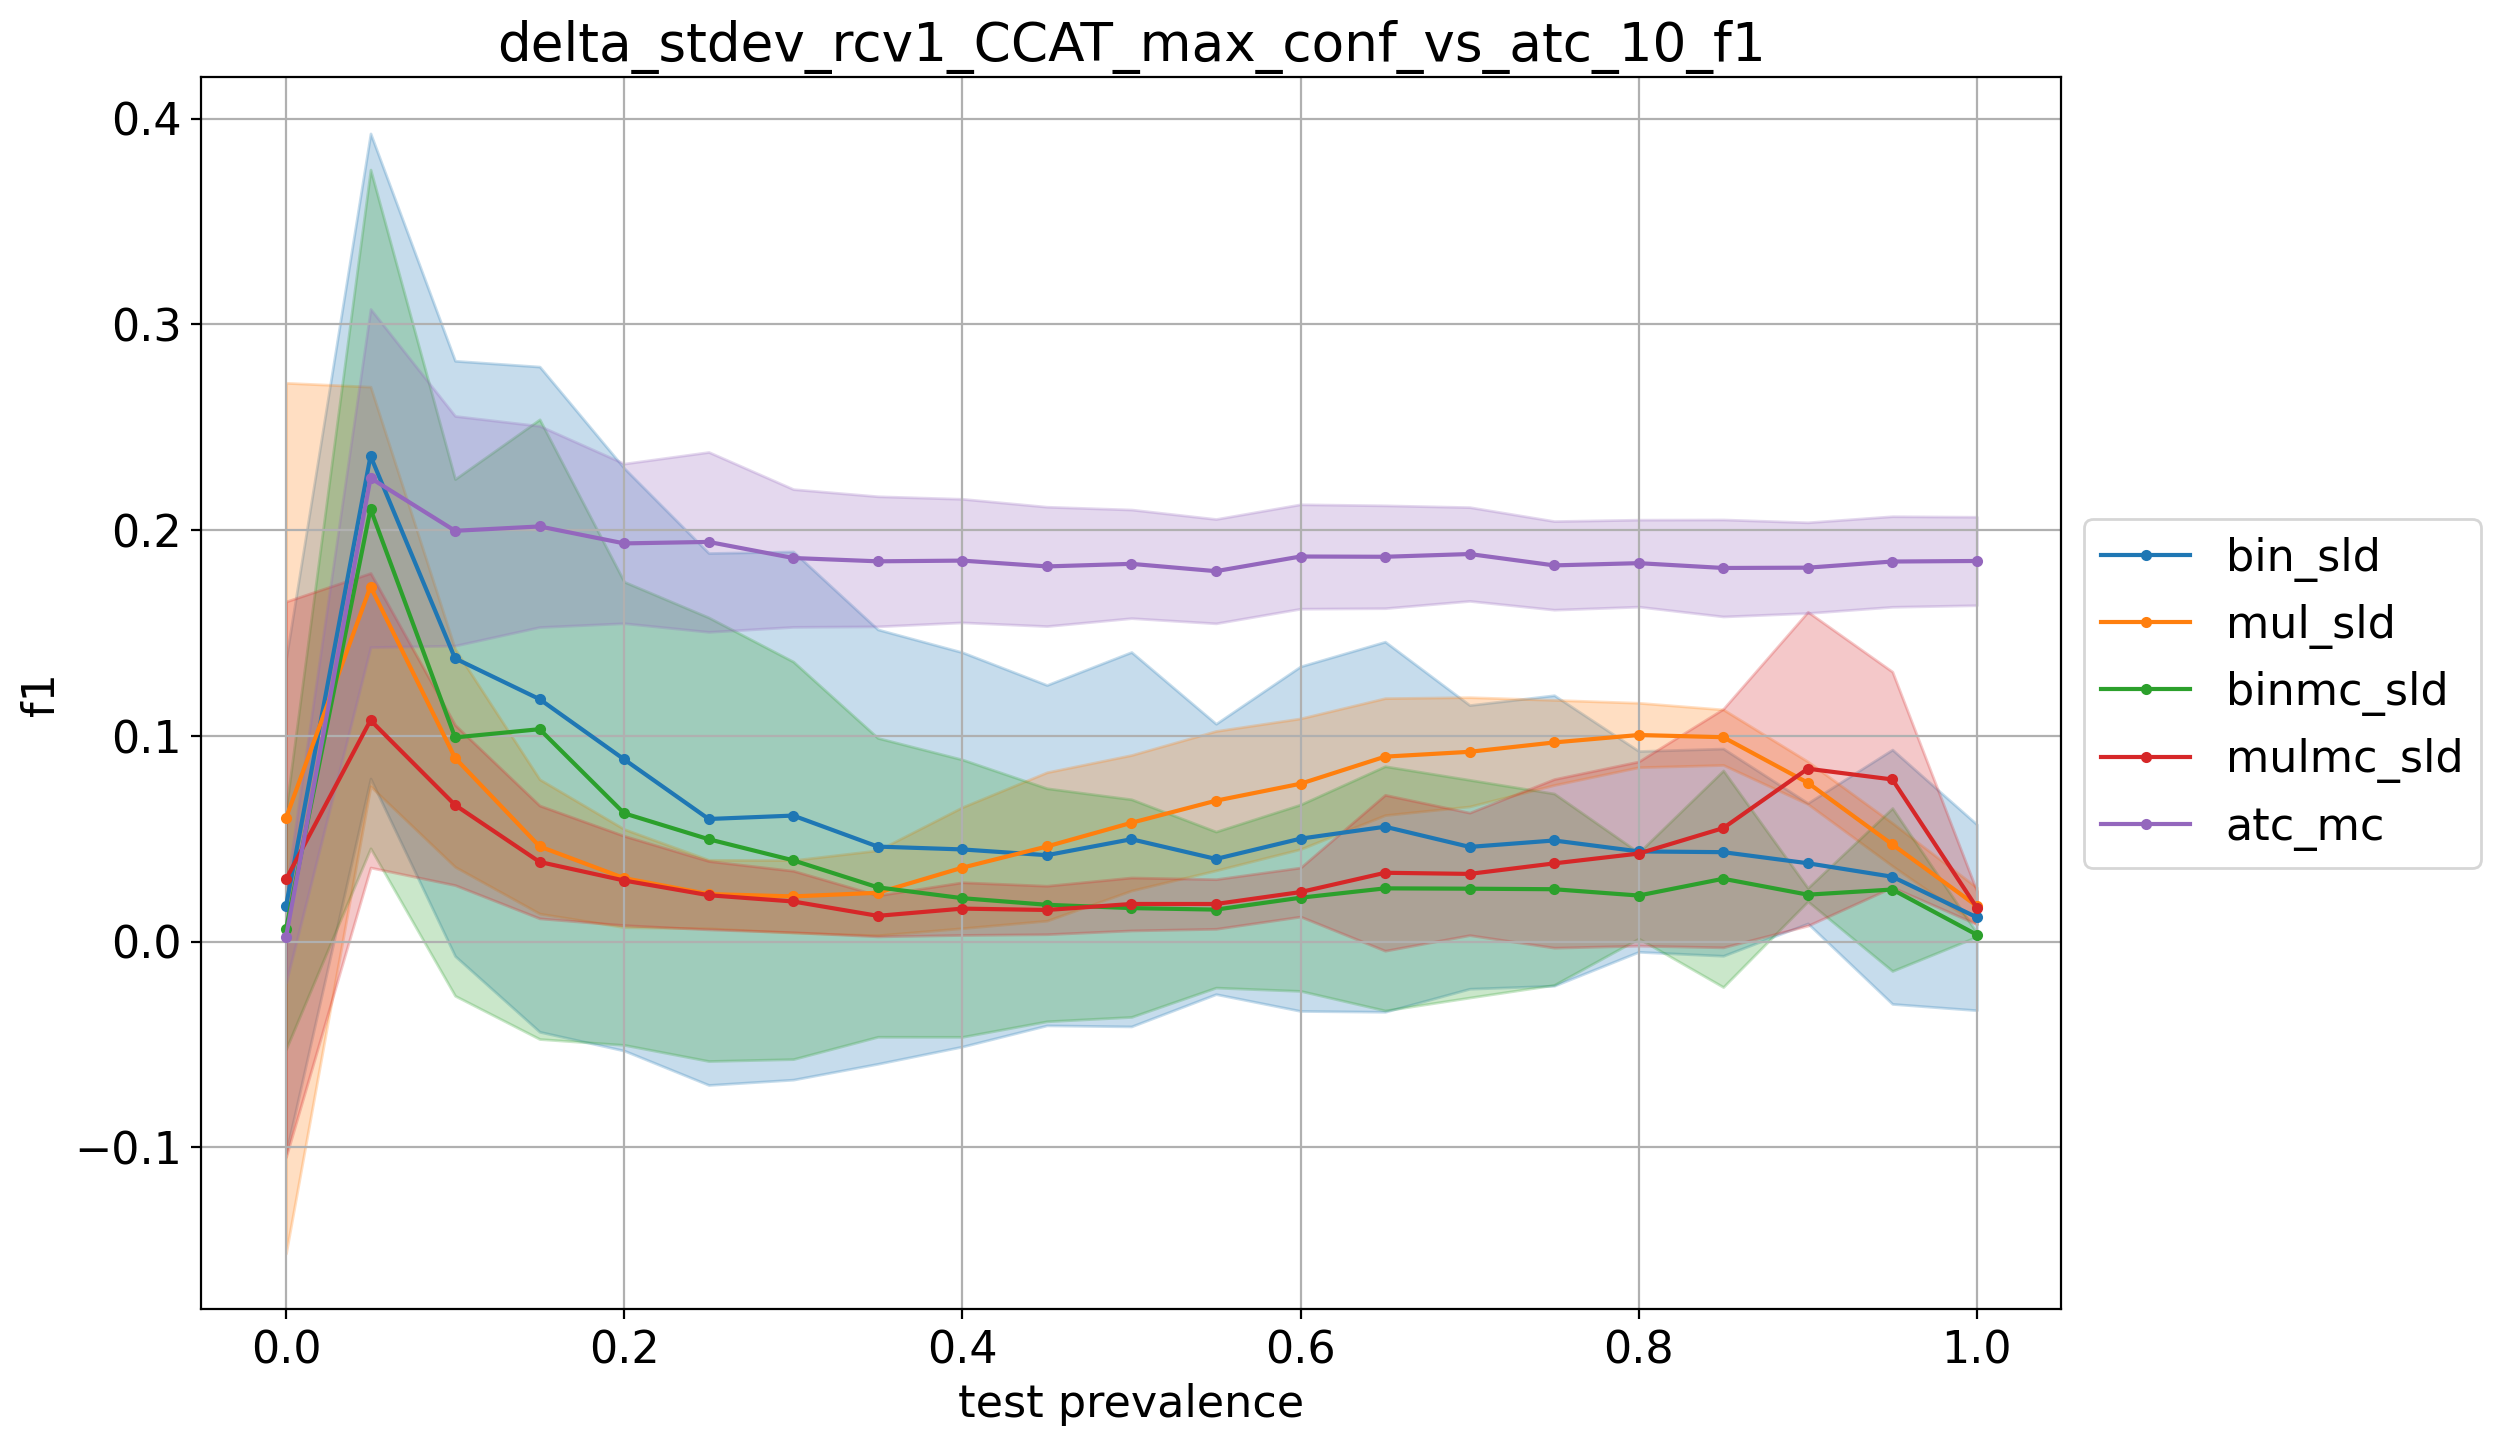 delta_stdev_rcv1_CCAT_max_conf_vs_atc_10_f1
0.4
0.3
0.2
0.1
0.0
−0.1
f1
0.0 0.2 0.4 0.6 0.8 1.0
test prevalence
bin_sld
mul_sld
binmc_sld
mulmc_sld
atc_mc